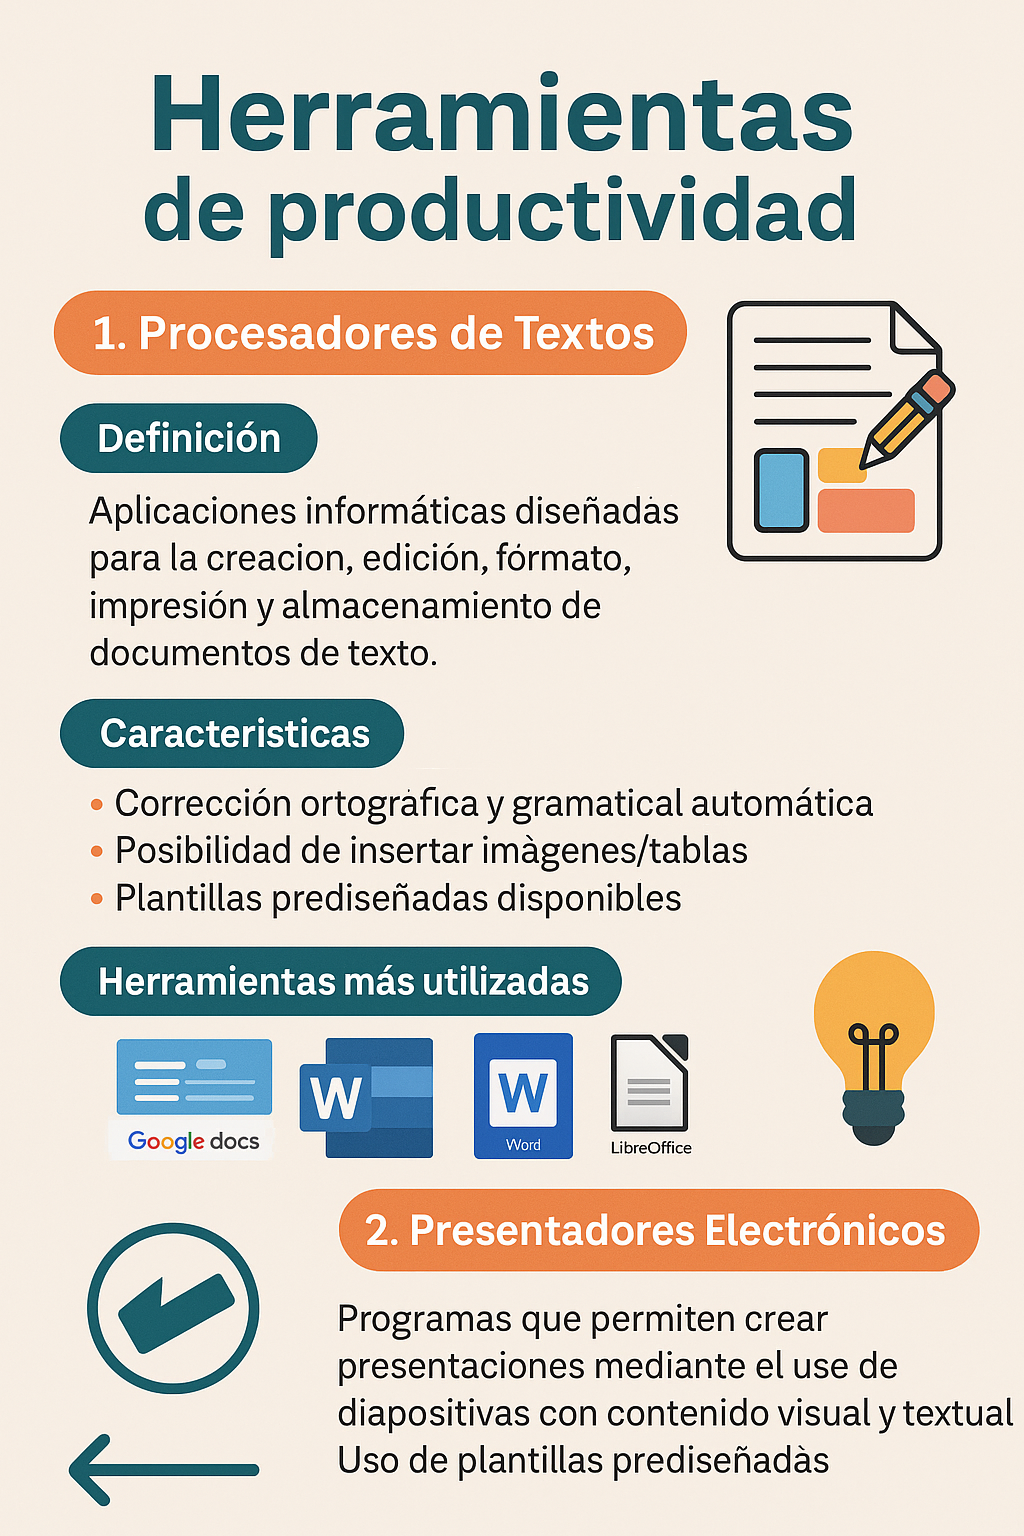 Herramientas
de productividad
1. Procesadores de Textos
Definición
Aplicaciones informáticas diseñadàs
para la creacion, edición, fórmato,
impresión y almacenamiento de
documentos de texto.
Caracteristicas
• Corrección ortográfica y gramatical automática
• Posibilidad de insertar imàgenes/tablas
• Plantillas prediseñadas disponibles
Herramientas más utilizadas
Google docs
W
W
Word
LibreOffice
2. Presentadores Electrónicos
Programas que permiten crear
presentaciones mediante el use de
diapositivas con contenido visual y textual
Uso de plantillas prediseñadàs